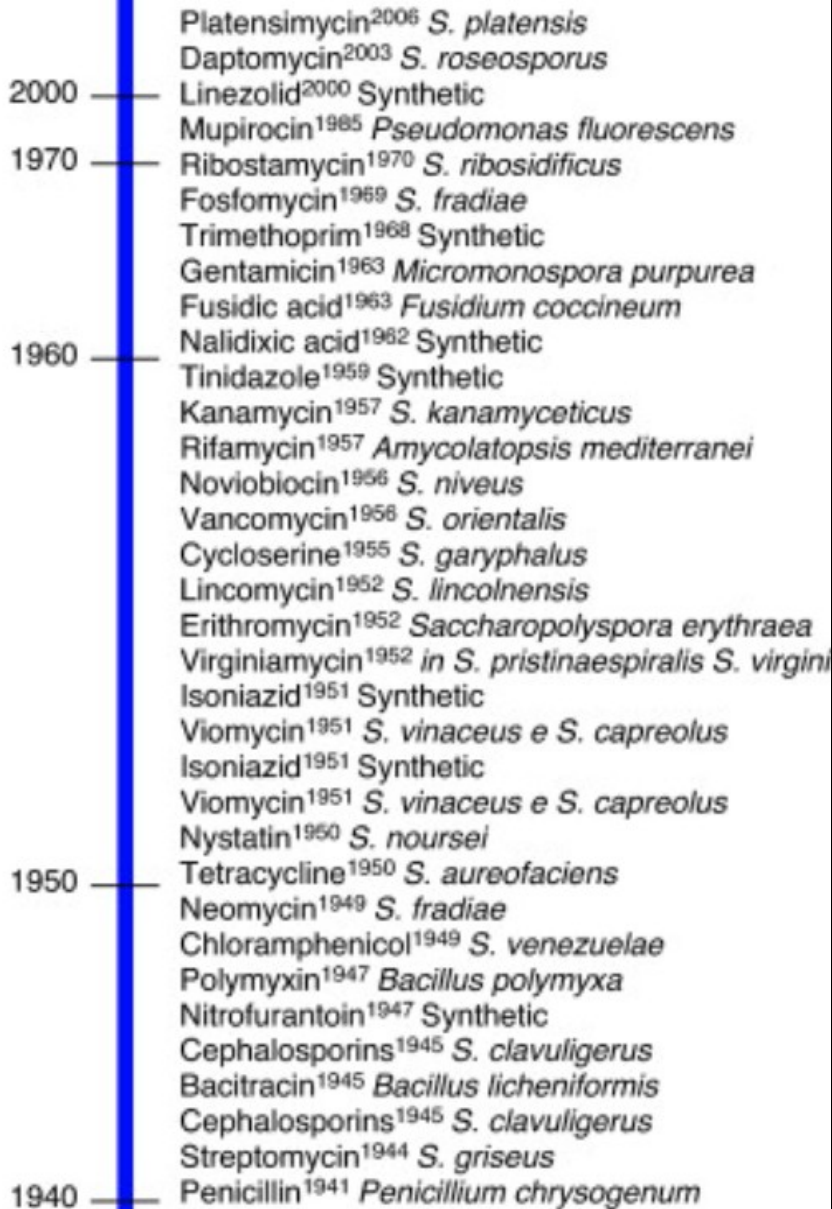 Platensimycin2006 S. platensis
Daptomycin2003 S. roseosporus
2000 Linezolid2000 Synthetic
Mupirocin1985 Pseudomonas fluorescens
1970 Ribostamycin1970 S. ribosidificus
Fosfomycin1969 S. fradiae
Trimethoprim1968 Synthetic
Gentamicin1963 Micromonospora purpurea
Fusidic acid1963 Fusidium coccineum
Nalidixic acid1962 Synthetic
1960
Tinidazole1959 Synthetic
Kanamycin1957 S. kanamyceticus
Rifamycin1957 Amycolatopsis mediterranei
Noviobiocin1956 S. niveus
Vancomycin1956 S. orientalis
Cycloserine1955 S. garyphalus
Lincomycin1952 S. lincolnensis
Erithromycin1952 Saccharopolyspora erythraea
Virginiamycin1952 in S. pristinaespiralis S. virgini
Isoniazid1951 Synthetic
Viomycin1951 S. vinaceus e S. capreolus
Isoniazid1951 Synthetic
Viomycin1951 S. vinaceus e S. capreolus
Nystatin1950 S. noursei
1950 Tetracycline1950 S. aureofaciens
Neomycin1949 S. fradiae
Chloramphenicol1949 S. venezuelae
Polymyxin1947 Bacillus polymyxa
Nitrofurantoin1947 Synthetic
Cephalosporins1945 S. clavuligerus
Bacitracin1945 Bacillus licheniformis
Cephalosporins1945 S. clavuligerus
Streptomycin1944 S. griseus
1940 Penicillin1941 Penicillium chrysogenum